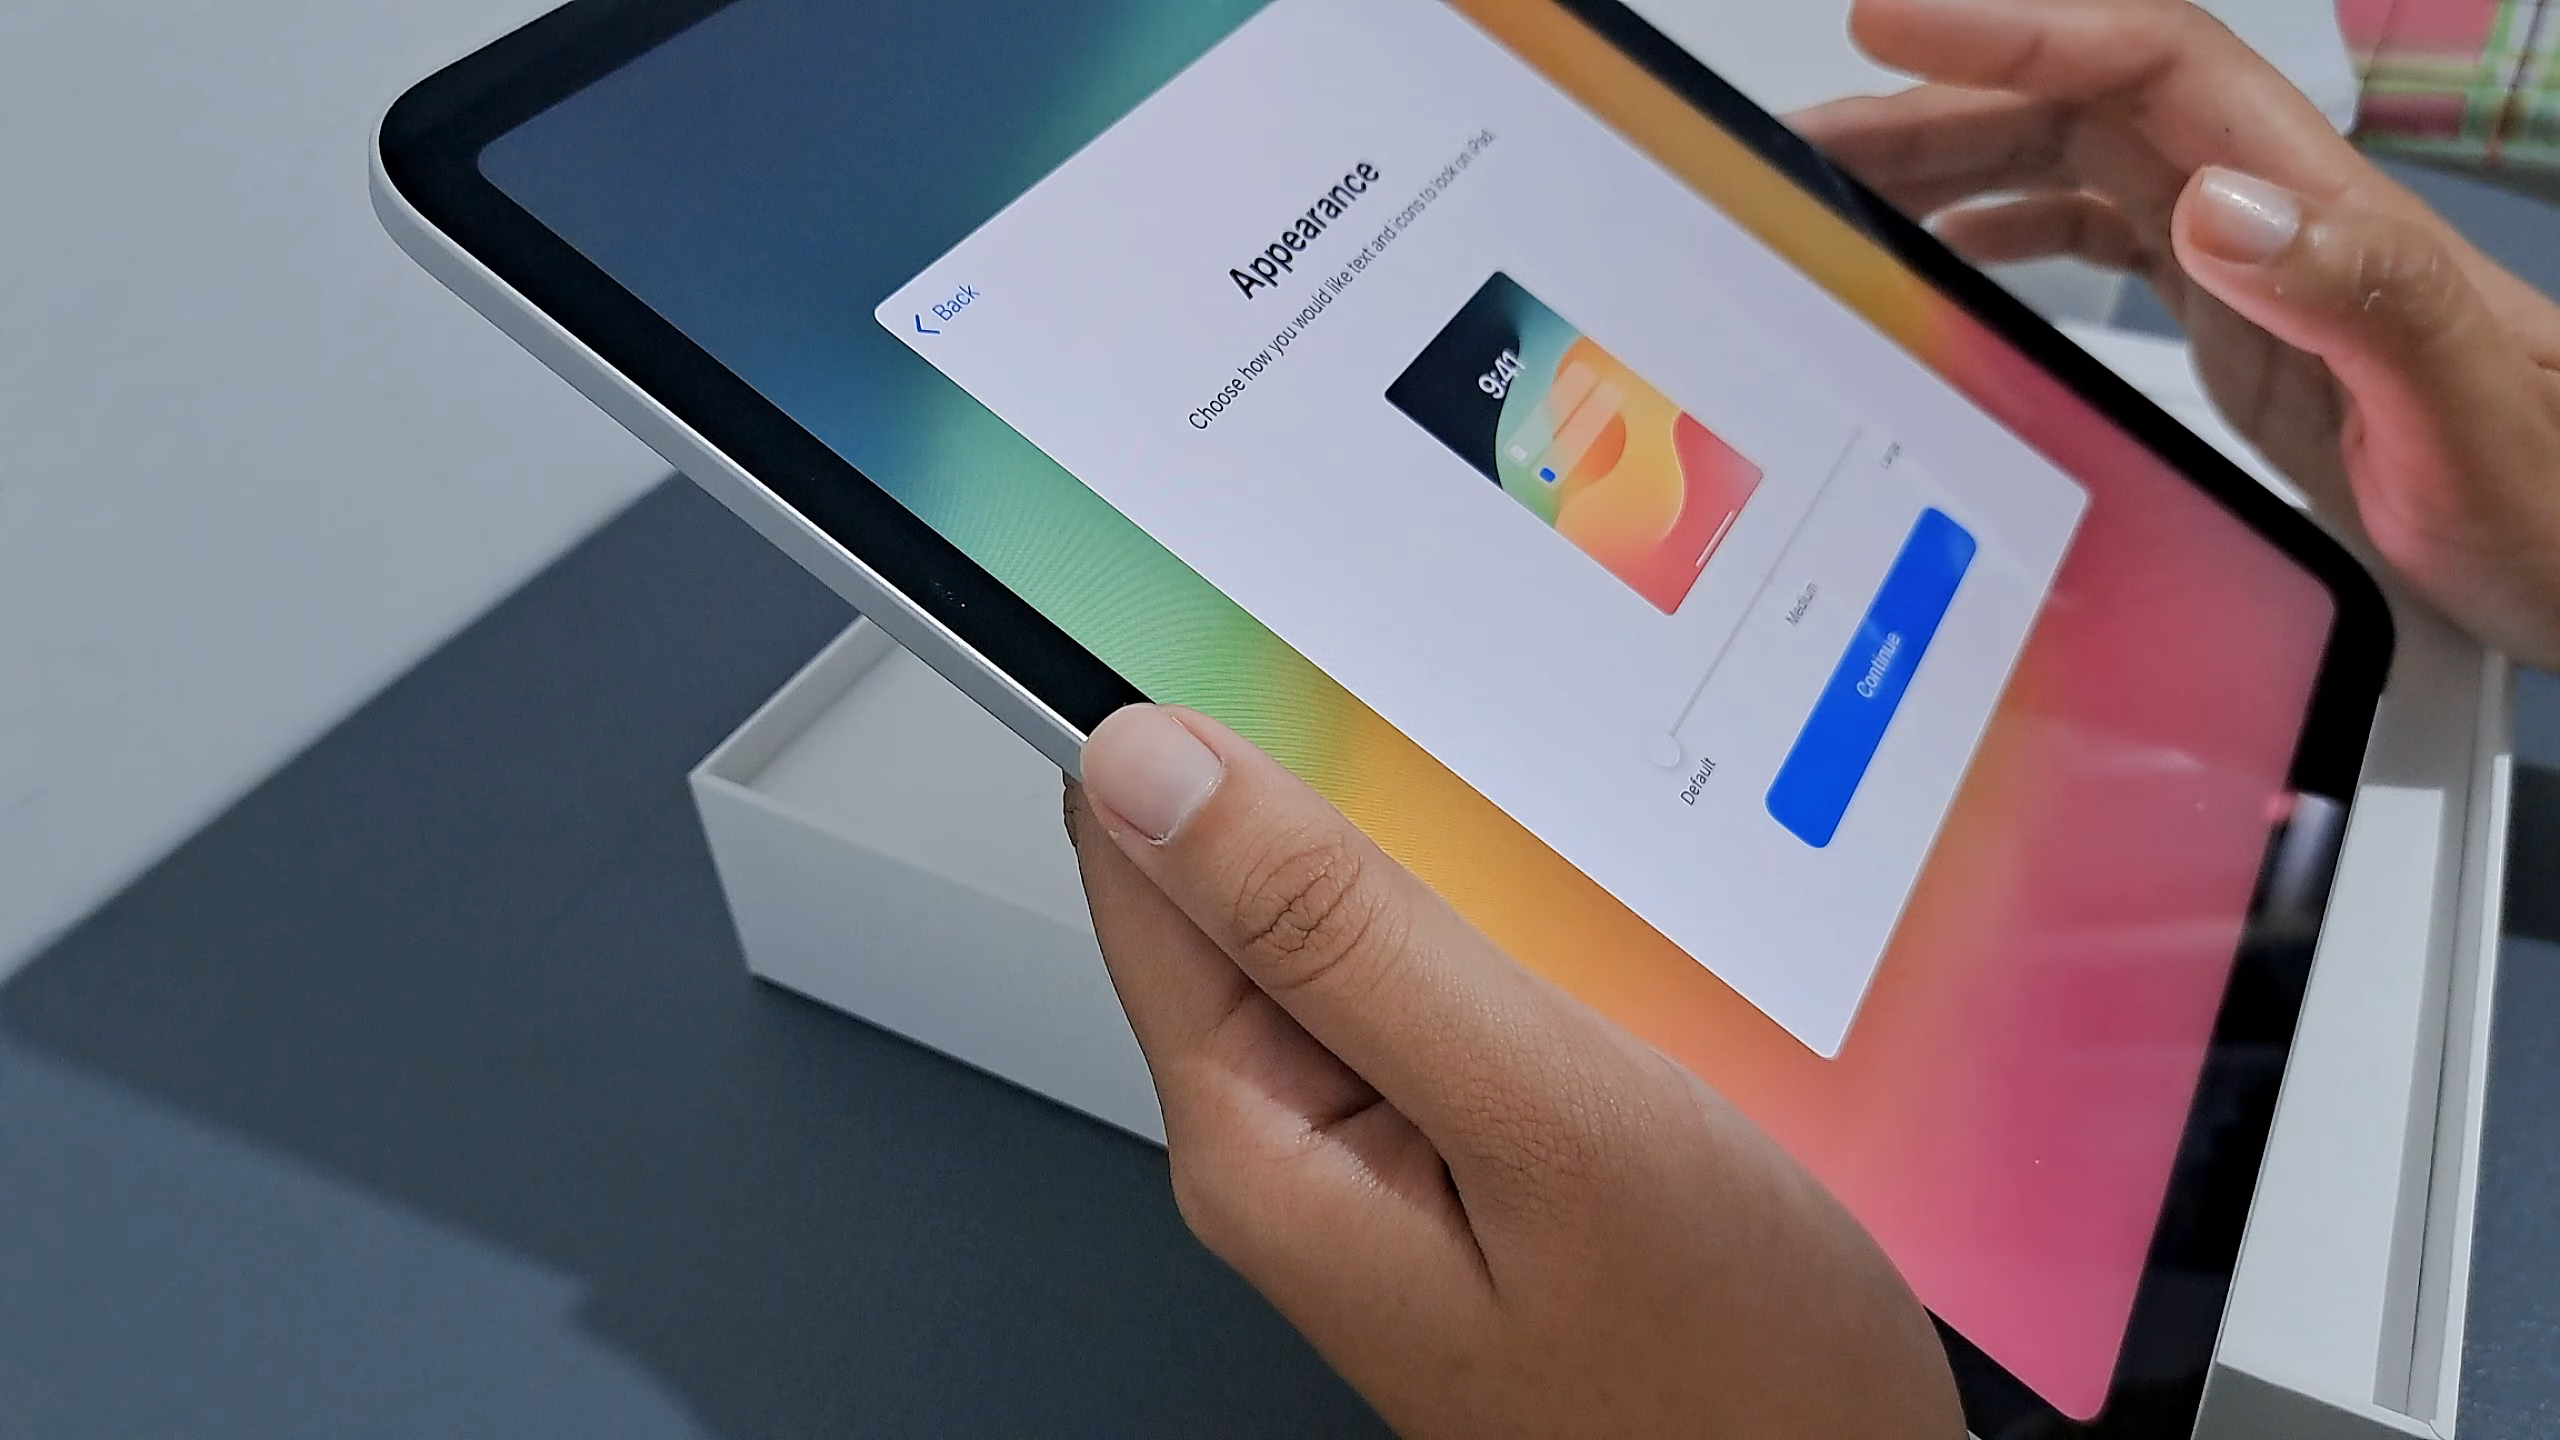 Back
Appearance
Choose how you would like text and icons to look on iPad.
9:41
Default
Medium
Large
Continue